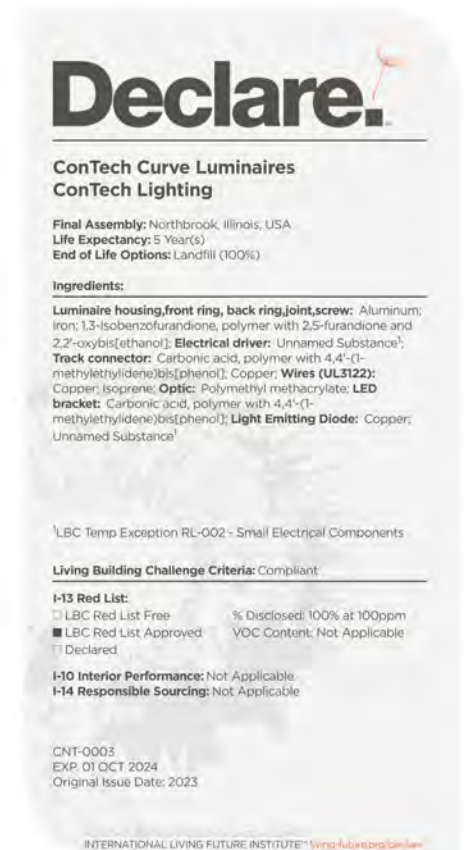 Declare.
ConTech Curve Luminaires
ConTech Lighting
Final Assembly: Northbrook, Illinois, USA
Life Expectancy: 5 Year(s)
End of Life Options: Landfill (100%)
Ingredients:
Luminaire housing,front ring, back ring,joint,screw: Aluminum;
Iron; 1,3-Isobenzofurandione, polymer with 2,5-furandione and
2,2'-oxybis[ethanol]; Electrical driver: Unnamed Substance¹;
Track connector: Carbonic acid, polymer with 4,4'-(1-
methylethylidene)bis[phenol]; Copper; Wires (UL3122):
Copper; Isoprene; Optic: Polymethyl methacrylate; LED
bracket: Carbonic acid, polymer with 4,4'-(1-
methylethylidene)bis[phenol]; Light Emitting Diode: Copper;
Unnamed Substance¹
¹LBC Temp Exception RL-002 - Small Electrical Components
Living Building Challenge Criteria: Compliant
I-13 Red List:
□ LBC Red List Free % Disclosed: 100% at 100ppm
■ LBC Red List Approved VOC Content: Not Applicable
□ Declared
I-10 Interior Performance: Not Applicable
I-14 Responsible Sourcing: Not Applicable
CNT-0003
EXP. 01 OCT 2024
Original Issue Date: 2023
INTERNATIONAL LIVING FUTURE INSTITUTE™ living-future.org/declare